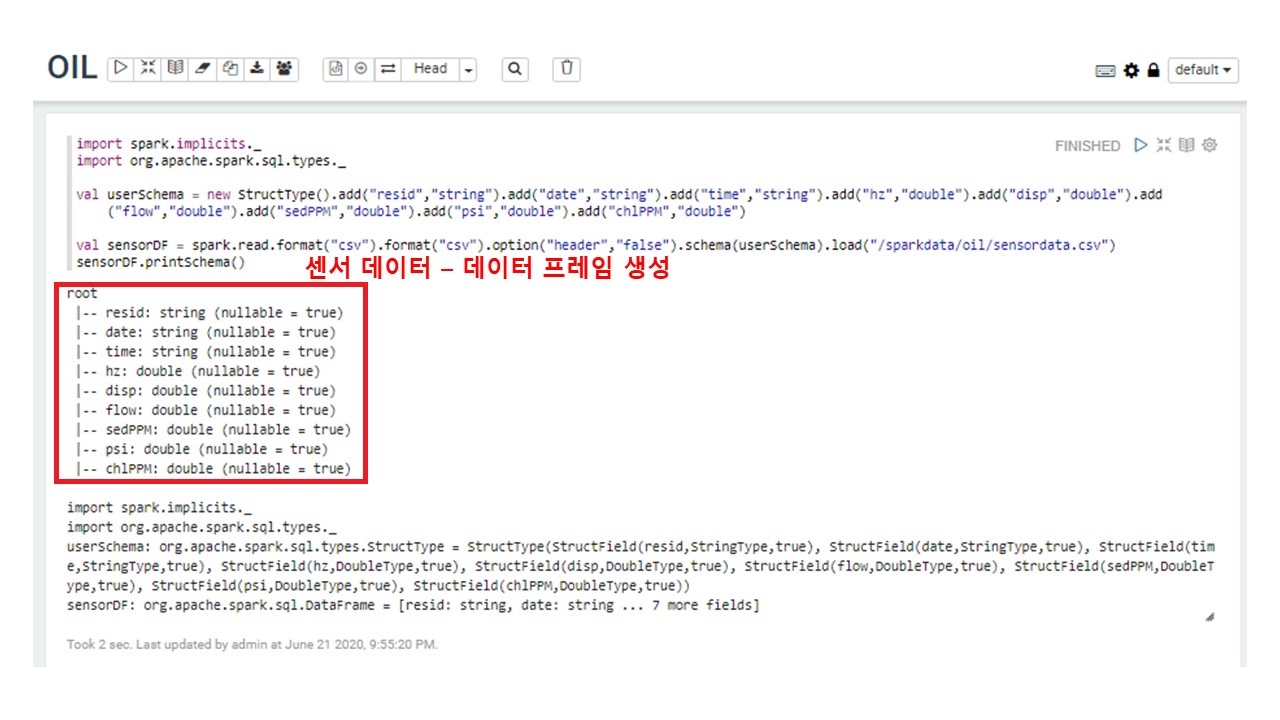 OIL Head default
import spark.implicits._
FINISHED
import org.apache.spark.sql.types._
val userSchema = new StructType().add("resid","string").add("date","string").add("time","string").add("hz","double").add("disp","double").add
("flow","double").add("sedPPM","double").add("psi","double").add("chlPPM","double")
val sensorDF = spark.read.format("csv").format("csv").option("header","false").schema(userSchema).load("/sparkdata/oil/sensordata.csv")
sensorDF.printSchema()
센서 데이터 – 데이터 프레임 생성
root
|-- resid: string (nullable = true)
|-- date: string (nullable = true)
|-- time: string (nullable = true)
|-- hz: double (nullable = true)
|-- disp: double (nullable = true)
|-- flow: double (nullable = true)
|-- sedPPM: double (nullable = true)
|-- psi: double (nullable = true)
|-- chlPPM: double (nullable = true)
import spark.implicits._
import org.apache.spark.sql.types._
userSchema: org.apache.spark.sql.types.StructType = StructType(StructField(resid,StringType,true), StructField(date,StringType,true), StructField(tim
e,StringType,true), StructField(hz,DoubleType,true), StructField(disp,DoubleType,true), StructField(flow,DoubleType,true), StructField(sedPPM,DoubleT
ype,true), StructField(psi,DoubleType,true), StructField(chlPPM,DoubleType,true))
sensorDF: org.apache.spark.sql.DataFrame = [resid: string, date: string ... 7 more fields]
Took 2 sec. Last updated by admin at June 21 2020, 9:55:20 PM.